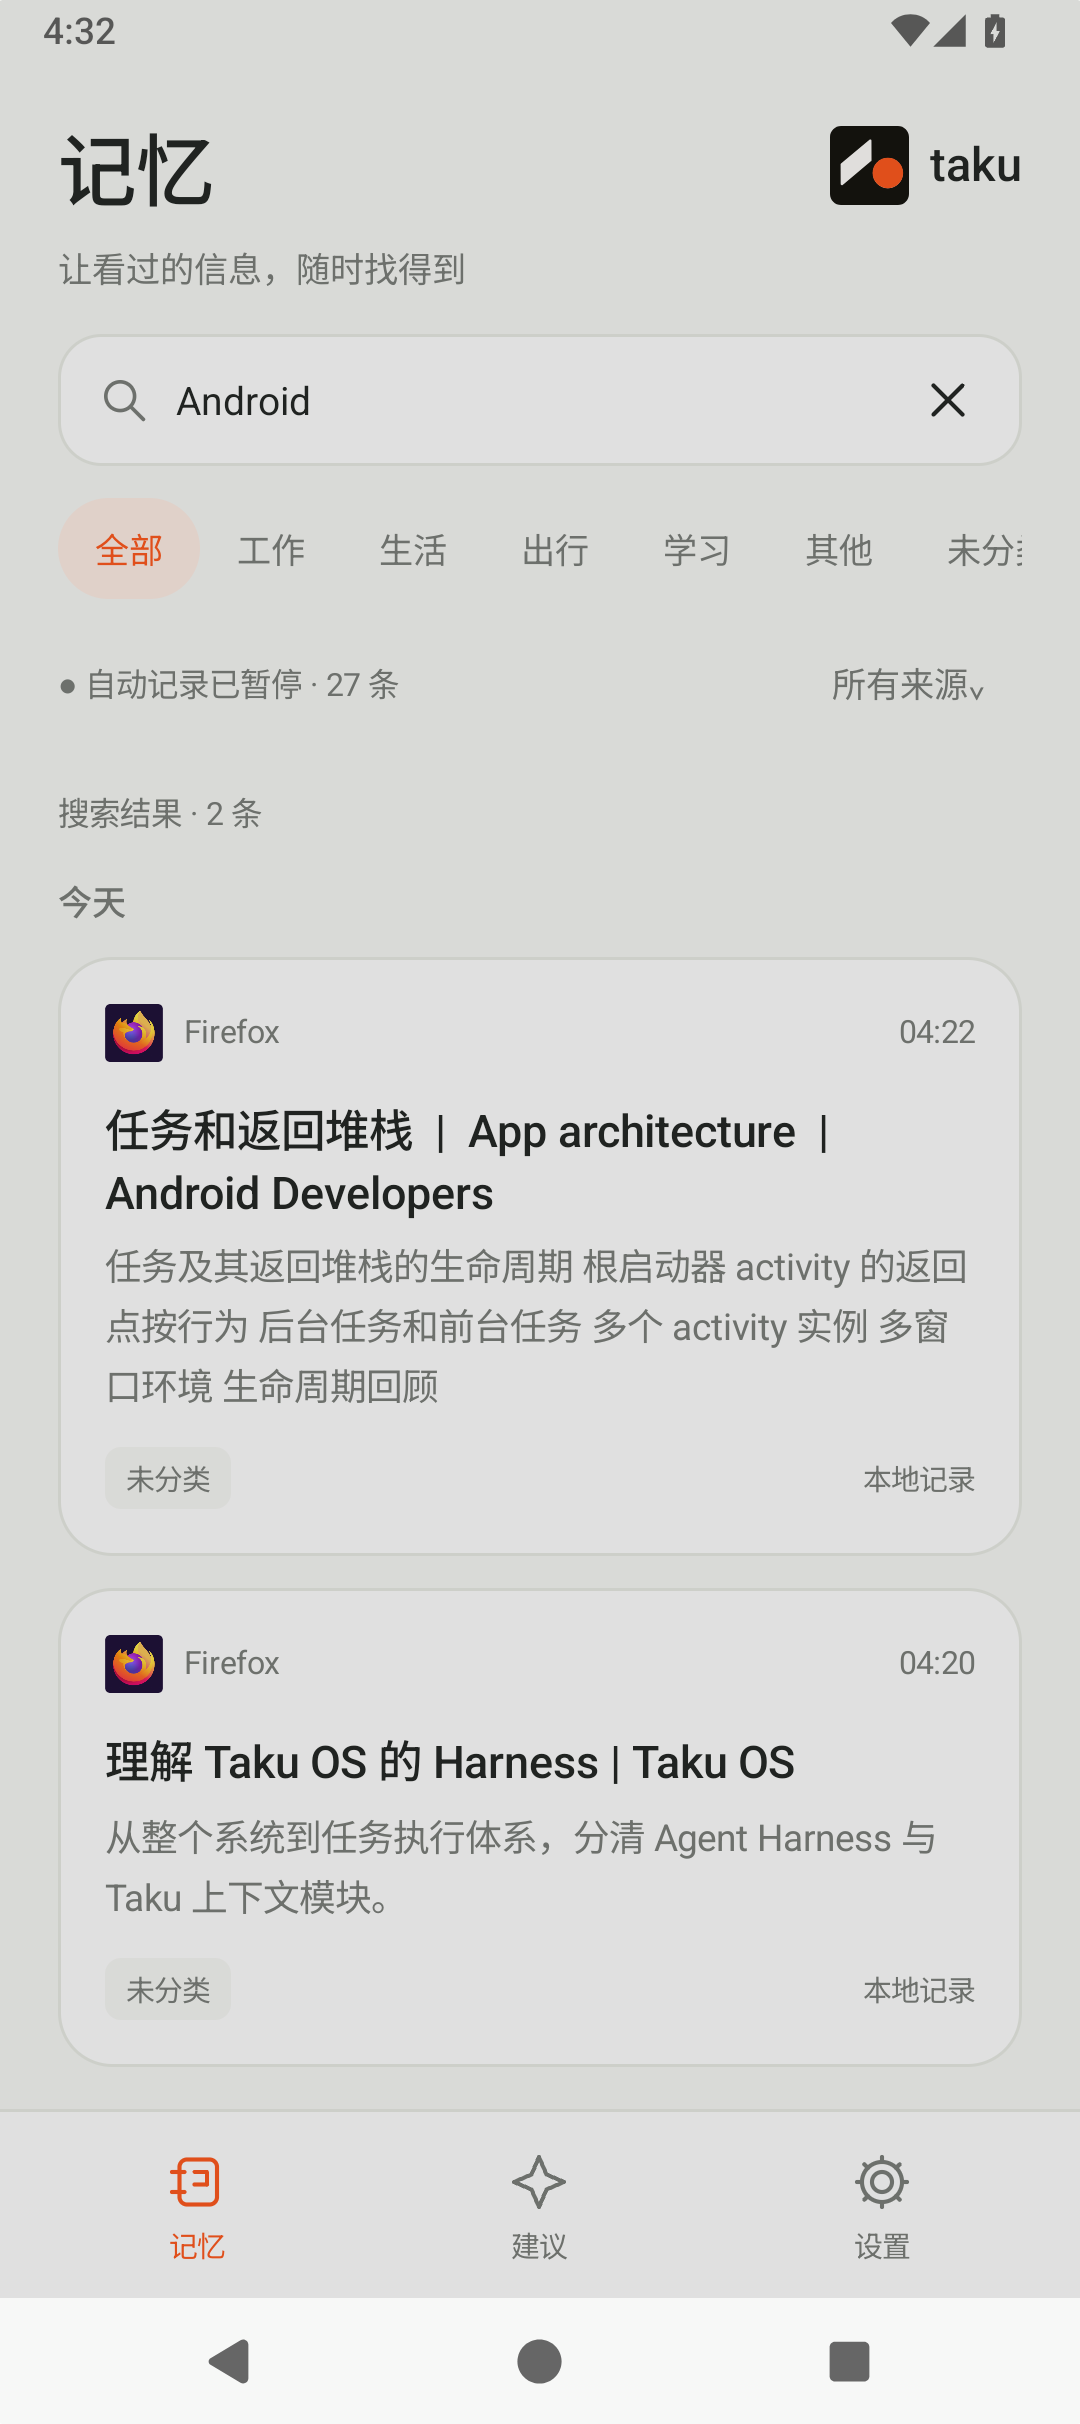 4:32
记忆
taku
让看过的信息，随时找得到
Android
全部 工作 生活 出行 学习 其他 未分
自动记录已暂停 · 27 条
所有来源
搜索结果 · 2 条
今天
Firefox
04:22
任务和返回堆栈 | App architecture |
Android Developers
任务及其返回堆栈的生命周期 根启动器 activity 的返回
点按行为 后台任务和前台任务 多个 activity 实例 多窗
口环境 生命周期回顾
未分类
本地记录
Firefox
04:20
理解 Taku OS 的 Harness | Taku OS
从整个系统到任务执行体系，分清 Agent Harness 与
Taku 上下文模块。
未分类
本地记录
记忆
建议
设置